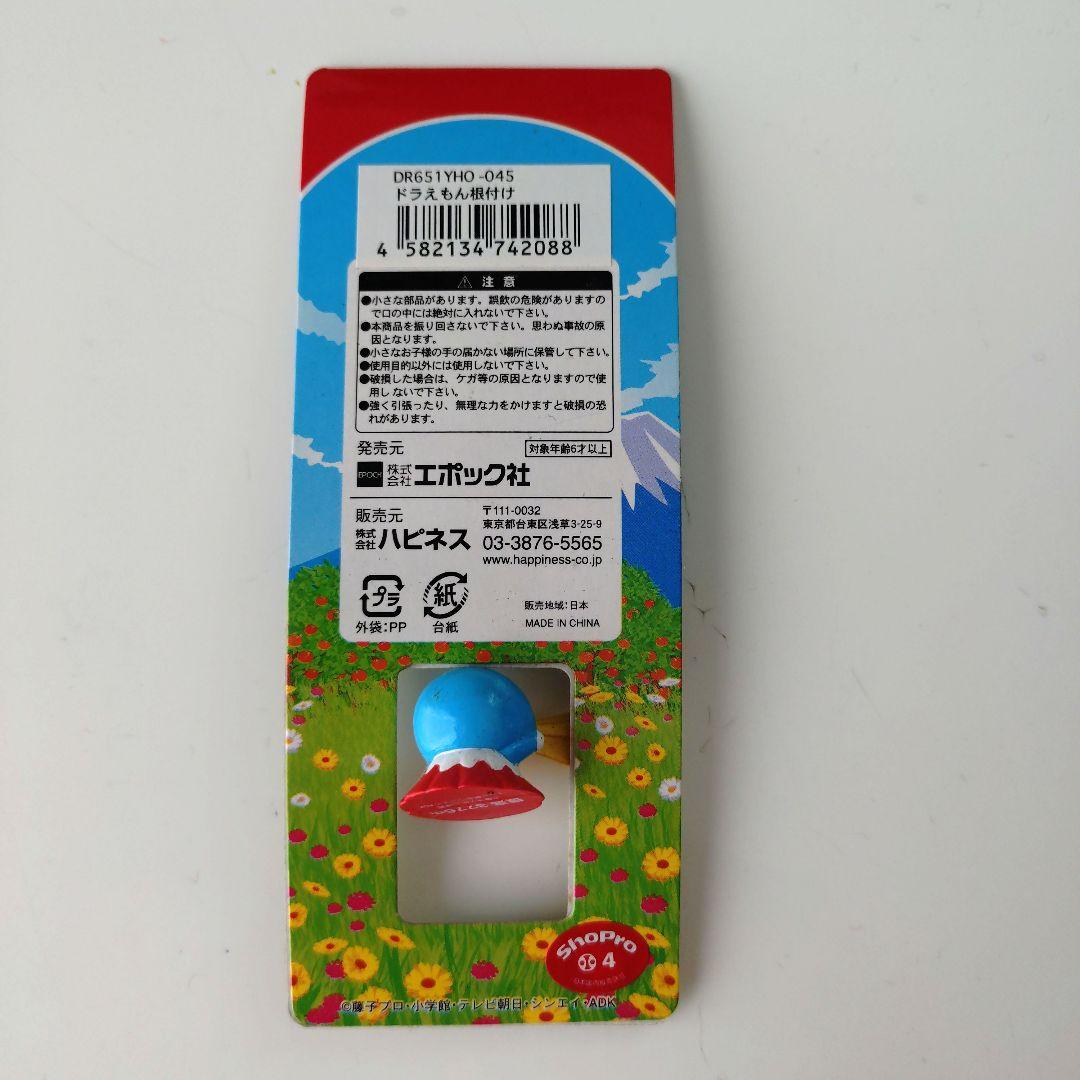 DR651YHO-045
ドラえもん根付け
4 582134 742088
注意
●小さな部品があります。誤飲の危険がありますの
で口の中には絶対に入れないで下さい。
●本商品を振り回さないで下さい。思わぬ事故の原
因となります。
●小さなお子様の手の届かない場所に保管して下さい。
●使用目的以外には使用しないで下さい。
●破損した場合は、ケガ等の原因となりますので使
用しないで下さい。
●強く引張ったり、無理な力をかけますと破損の恐
れがあります。
発売元
対象年齢6才以上
EPOCH 株式会社 エポック社
販売元
株式会社 ハピネス
〒111-0032
東京都台東区浅草3-25-9
03-3876-5565
www.happiness-co.jp
プラ
紙
外袋:PP
台紙
販売地域:日本
MADE IN CHINA
標高 3776m
ShoPro
4
©藤子プロ・小学館・テレビ朝日・シンエイ・ADK